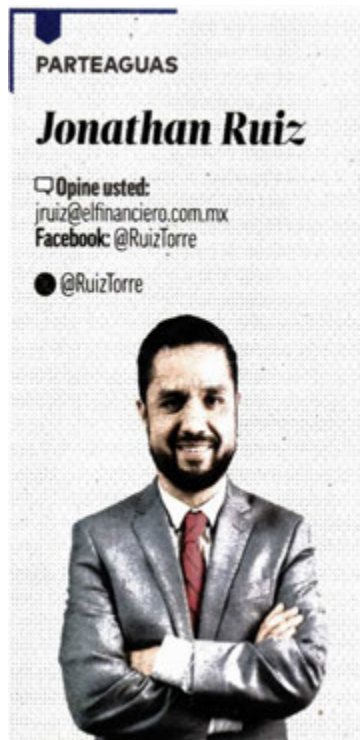 PARTEAGUAS
Jonathan Ruiz
Opine usted:
jruiz@elfinanciero.com.mx
Facebook: @RuizTorre
@RuizTorre